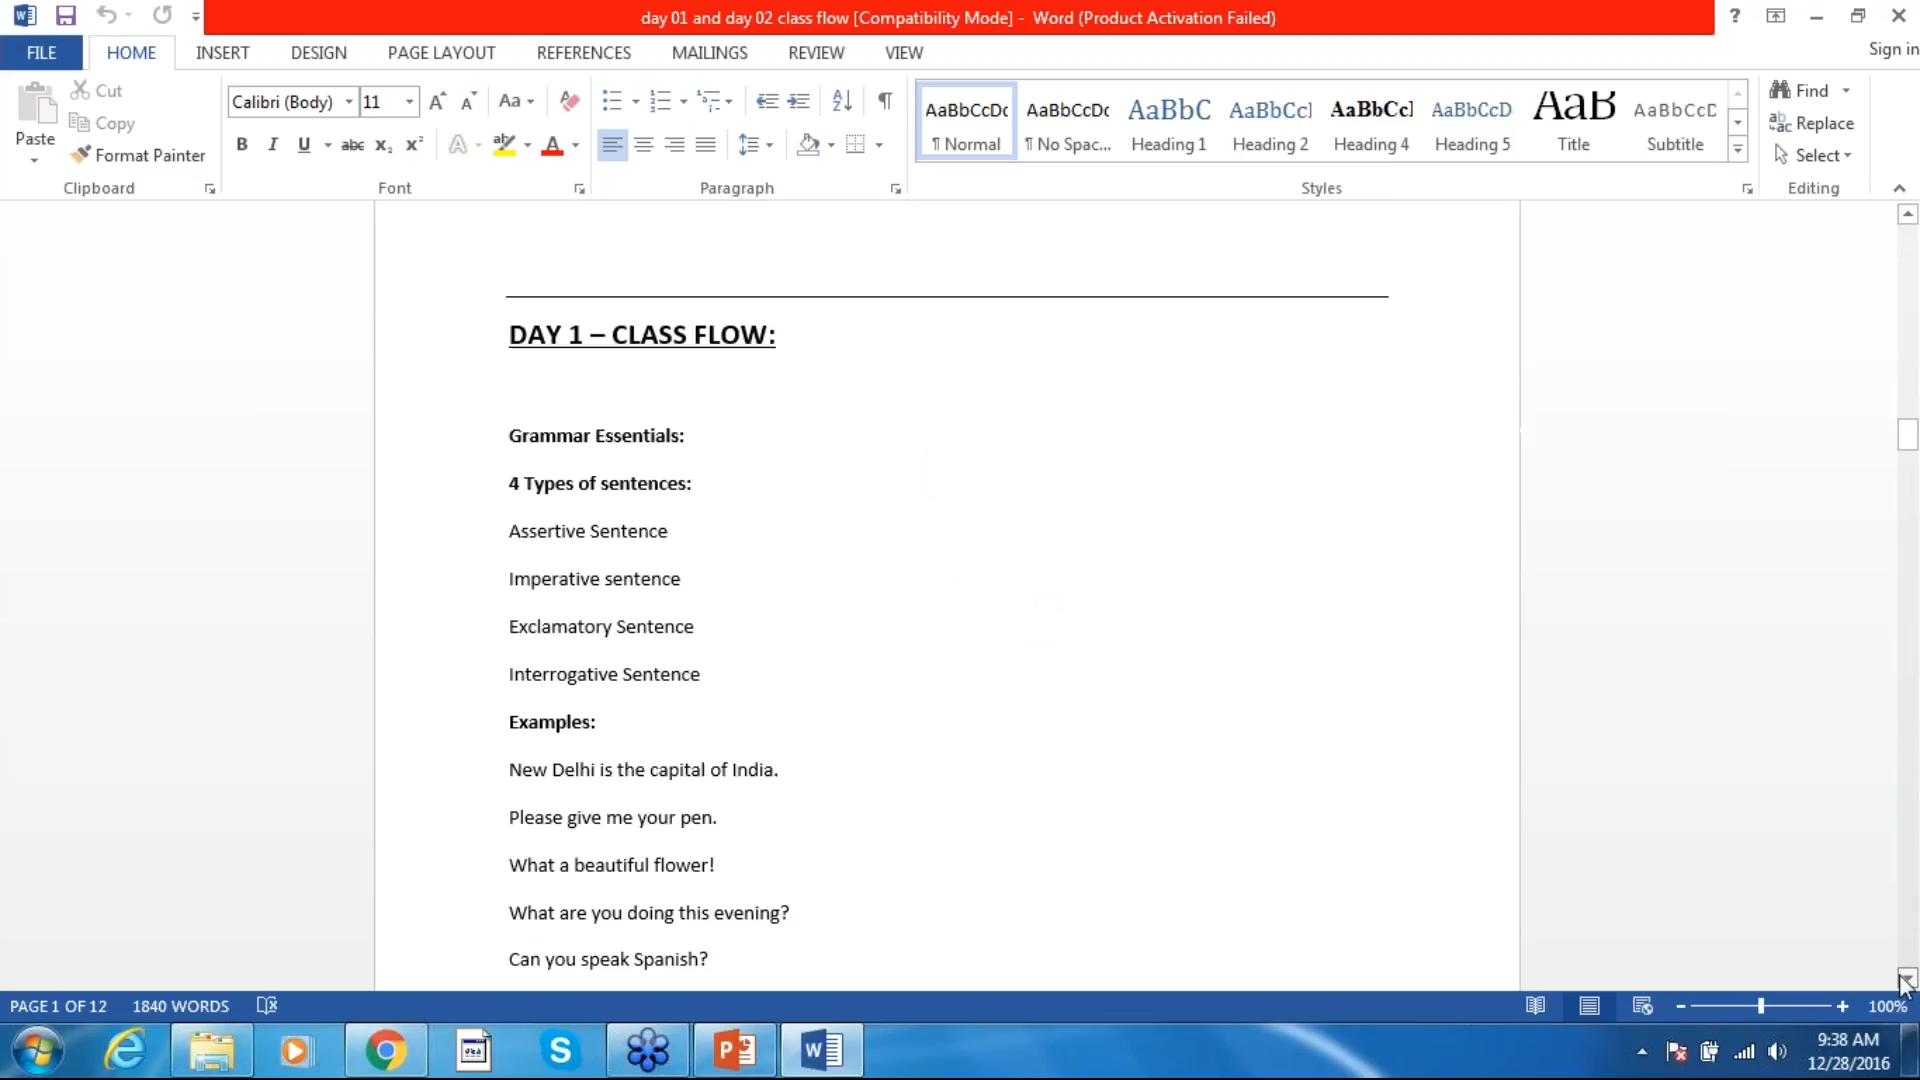 day 01 and day 02 class flow [Compatibility Mode] - Word (Product Activation Failed)
?
Sign in
FILE HOME INSERT DESIGN PAGE LAYOUT REFERENCES MAILINGS REVIEW VIEW
Paste
Cut
Copy
Format Painter
Clipboard
Calibri (Body) 11
Font
Paragraph
AaBbCcDc AaBbCcDc AaBbC AaBbCcI AaBbCcI AaBbCcD AaB AaBbCcD
¶ Normal ¶ No Spac... Heading 1 Heading 2 Heading 4 Heading 5 Title Subtitle
Styles
Find
Replace
Select
Editing
DAY 1 – CLASS FLOW:
Grammar Essentials:
4 Types of sentences:
Assertive Sentence
Imperative sentence
Exclamatory Sentence
Interrogative Sentence
Examples:
New Delhi is the capital of India.
Please give me your pen.
What a beautiful flower!
What are you doing this evening?
Can you speak Spanish?
PAGE 1 OF 12 1840 WORDS
100%
9:38 AM
12/28/2016